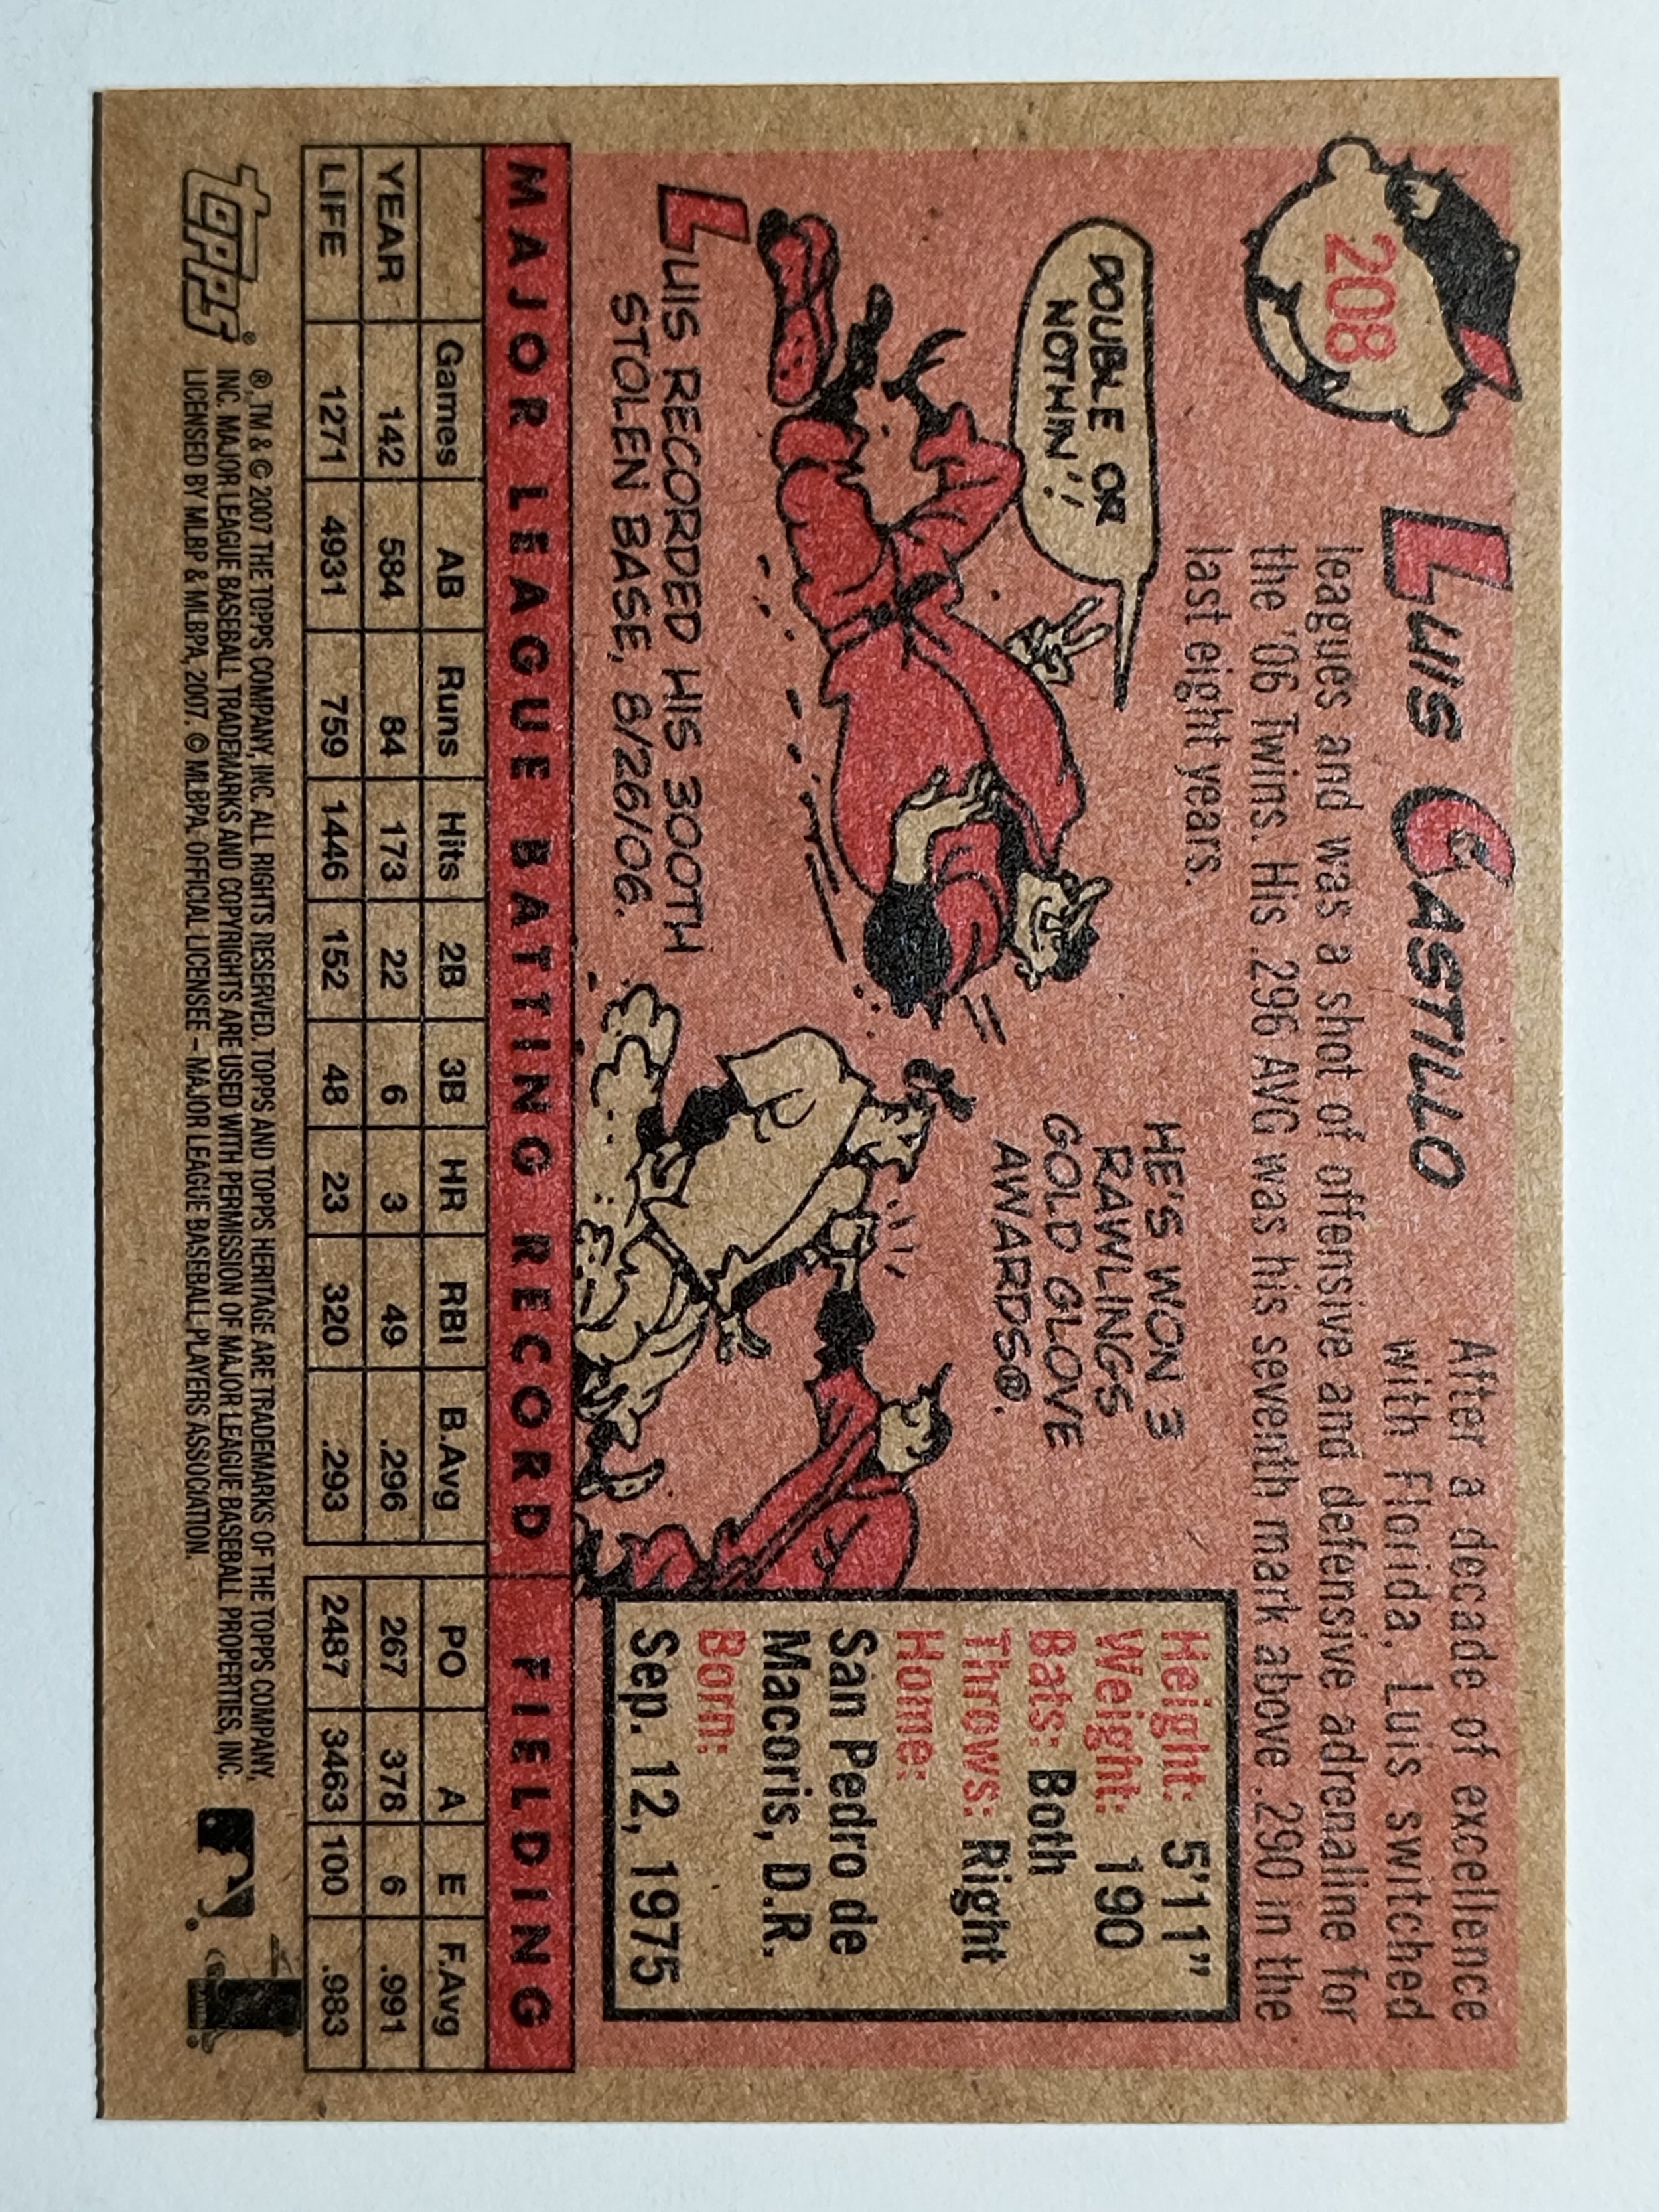 208
LUIS CASTILLO
After a decade of excellence
with Florida, Luis switched
leagues and was a shot of offensive and defensive adrenaline for
the '06 Twins. His .296 AVG was his seventh mark above .290 in the
last eight years.
DOUBLE OR
NOTHIN'!
LUIS RECORDED HIS 300TH
STOLEN BASE, 8/26/06.
HE'S WON 3
RAWLINGS
GOLD GLOVE
AWARDS®.
Height: 5'11"
Weight: 190
Bats: Both
Throws: Right
Home:
San Pedro de
Macoris, D.R.
Born:
Sep. 12, 1975
MAJOR LEAGUE BATTING RECORD FIELDING
Games AB Runs Hits 2B 3B HR RBI B.Avg PO A E F.Avg
YEAR 142 584 84 173 22 6 3 49 .296 267 378 6 .991
LIFE 1271 4931 759 1446 152 48 23 320 .293 2487 3463 100 .983
topps®
®, TM & © 2007 THE TOPPS COMPANY, INC. ALL RIGHTS RESERVED. TOPPS AND TOPPS HERITAGE ARE TRADEMARKS OF THE TOPPS COMPANY,
INC. MAJOR LEAGUE BASEBALL TRADEMARKS AND COPYRIGHTS ARE USED WITH PERMISSION OF MAJOR LEAGUE BASEBALL PROPERTIES, INC.
LICENSED BY MLBP & MLBPA, 2007. © MLBPA. OFFICIAL LICENSEE – MAJOR LEAGUE BASEBALL PLAYERS ASSOCIATION.